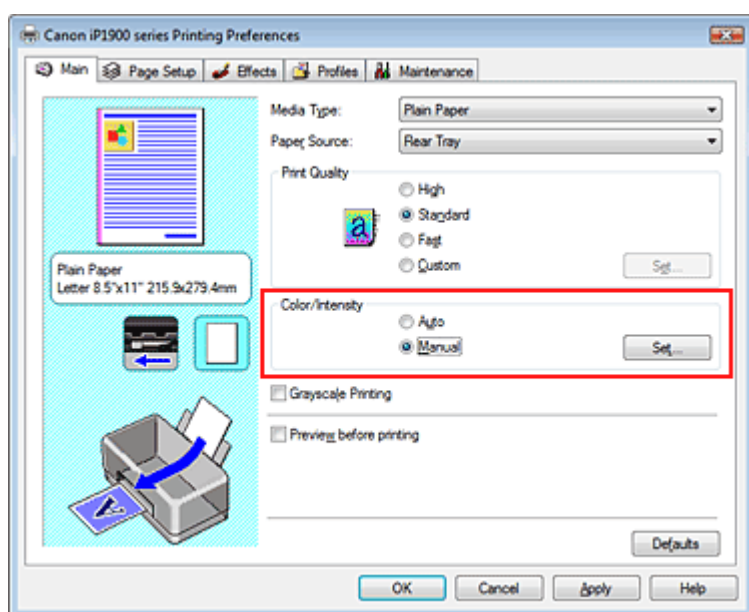 Canon iP1900 series Printing Preferences
Main Page Setup Effects Profiles Maintenance
Media Type: Plain Paper
Paper Source: Rear Tray
Print Quality
High
Standard
Fast
Custom Set...
Plain Paper
Letter 8.5"x11" 215.9x279.4mm
Color/Intensity
Auto
Manual Set...
Grayscale Printing
Preview before printing
Defaults
OK Cancel Apply Help